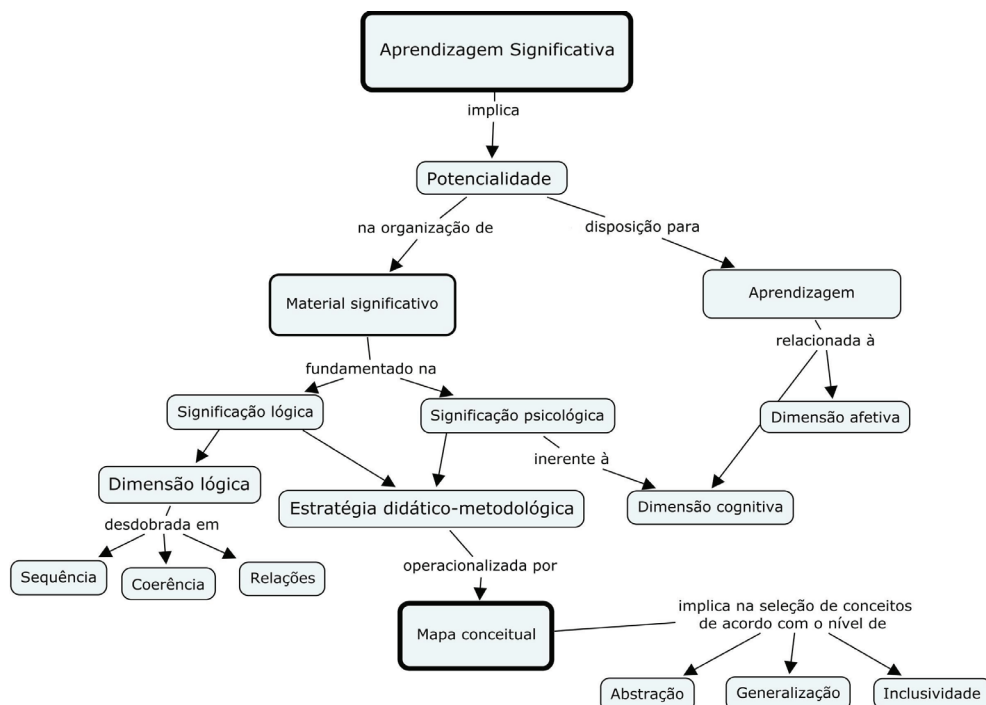 Aprendizagem Significativa
implica
Potencialidade
na organização de
disposição para
Material significativo
Aprendizagem
fundamentado na
relacionada à
Significação lógica
Significação psicológica
Dimensão afetiva
inerente à
Dimensão lógica
Estratégia didático-metodológica
Dimensão cognitiva
desdobrada em
Sequência
Coerência
Relações
operacionalizada por
Mapa conceitual
implica na seleção de conceitos
de acordo com o nível de
Abstração
Generalização
Inclusividade